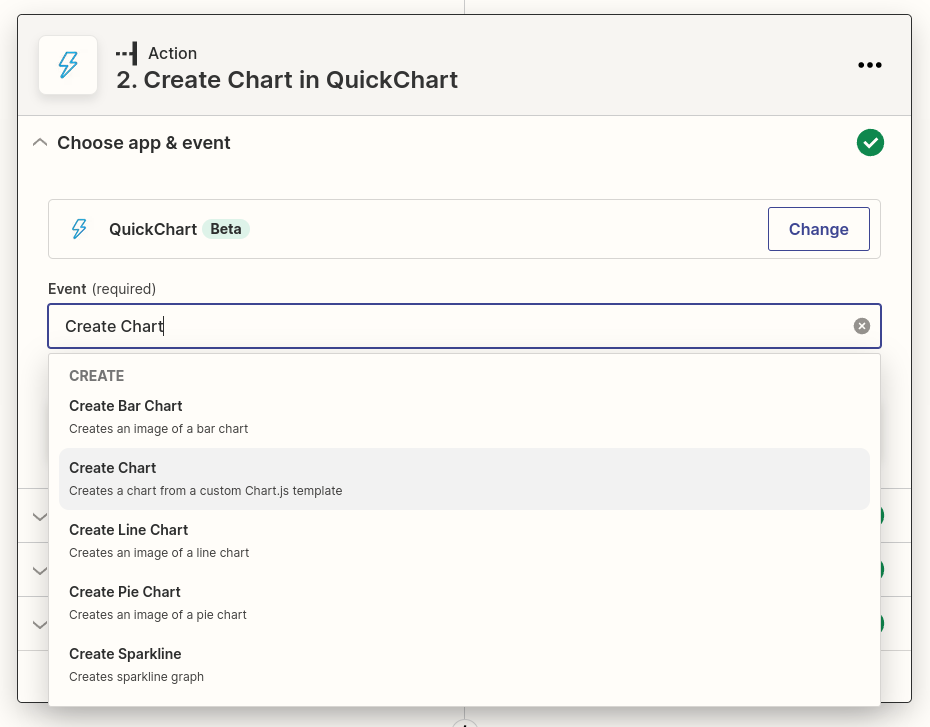 Action
2. Create Chart in QuickChart
Choose app & event
QuickChart Beta
Change
Event (required)
Create Chart
CREATE
Create Bar Chart
Creates an image of a bar chart
Create Chart
Creates a chart from a custom Chart.js template
Create Line Chart
Creates an image of a line chart
Create Pie Chart
Creates an image of a pie chart
Create Sparkline
Creates sparkline graph